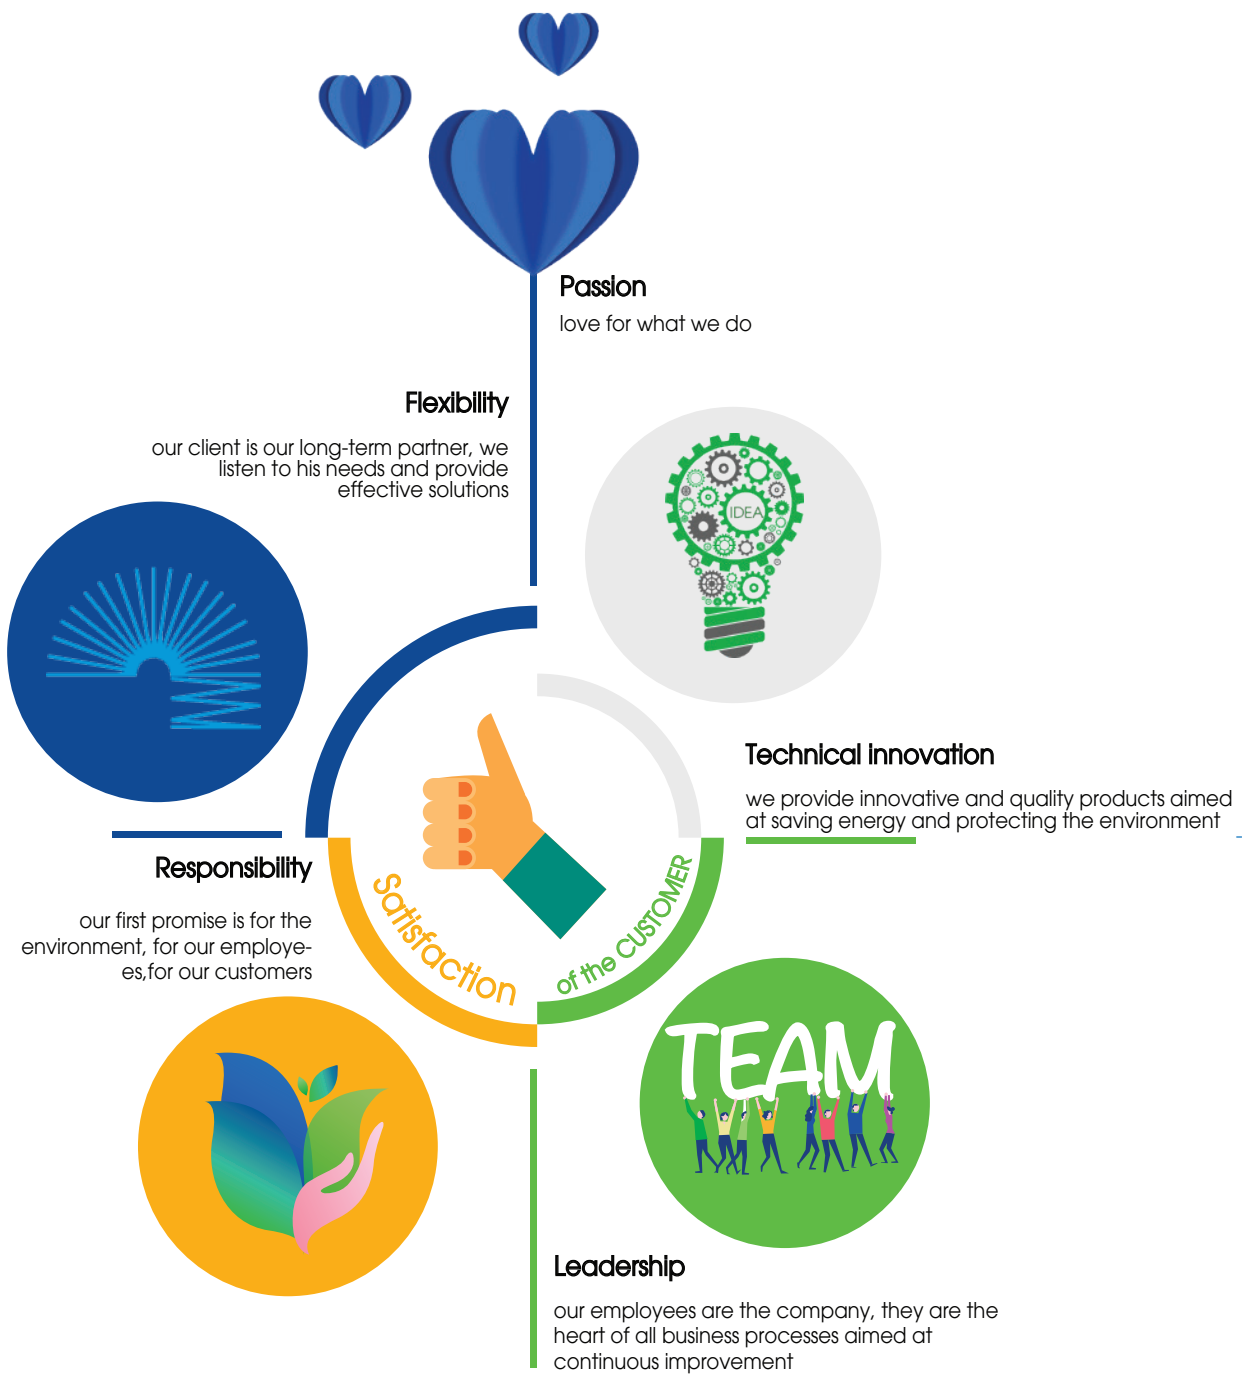 Passion
love for what we do
Flexibility
our client is our long-term partner, we
listen to his needs and provide
effective solutions
IDEA
Technical innovation
we provide innovative and quality products aimed
at saving energy and protecting the environment
Responsibility
our first promise is for the
environment, for our employe-
es,for our customers
Satisfaction
of the CUSTOMER
TEAM
Leadership
our employees are the company, they are the
heart of all business processes aimed at
continuous improvement